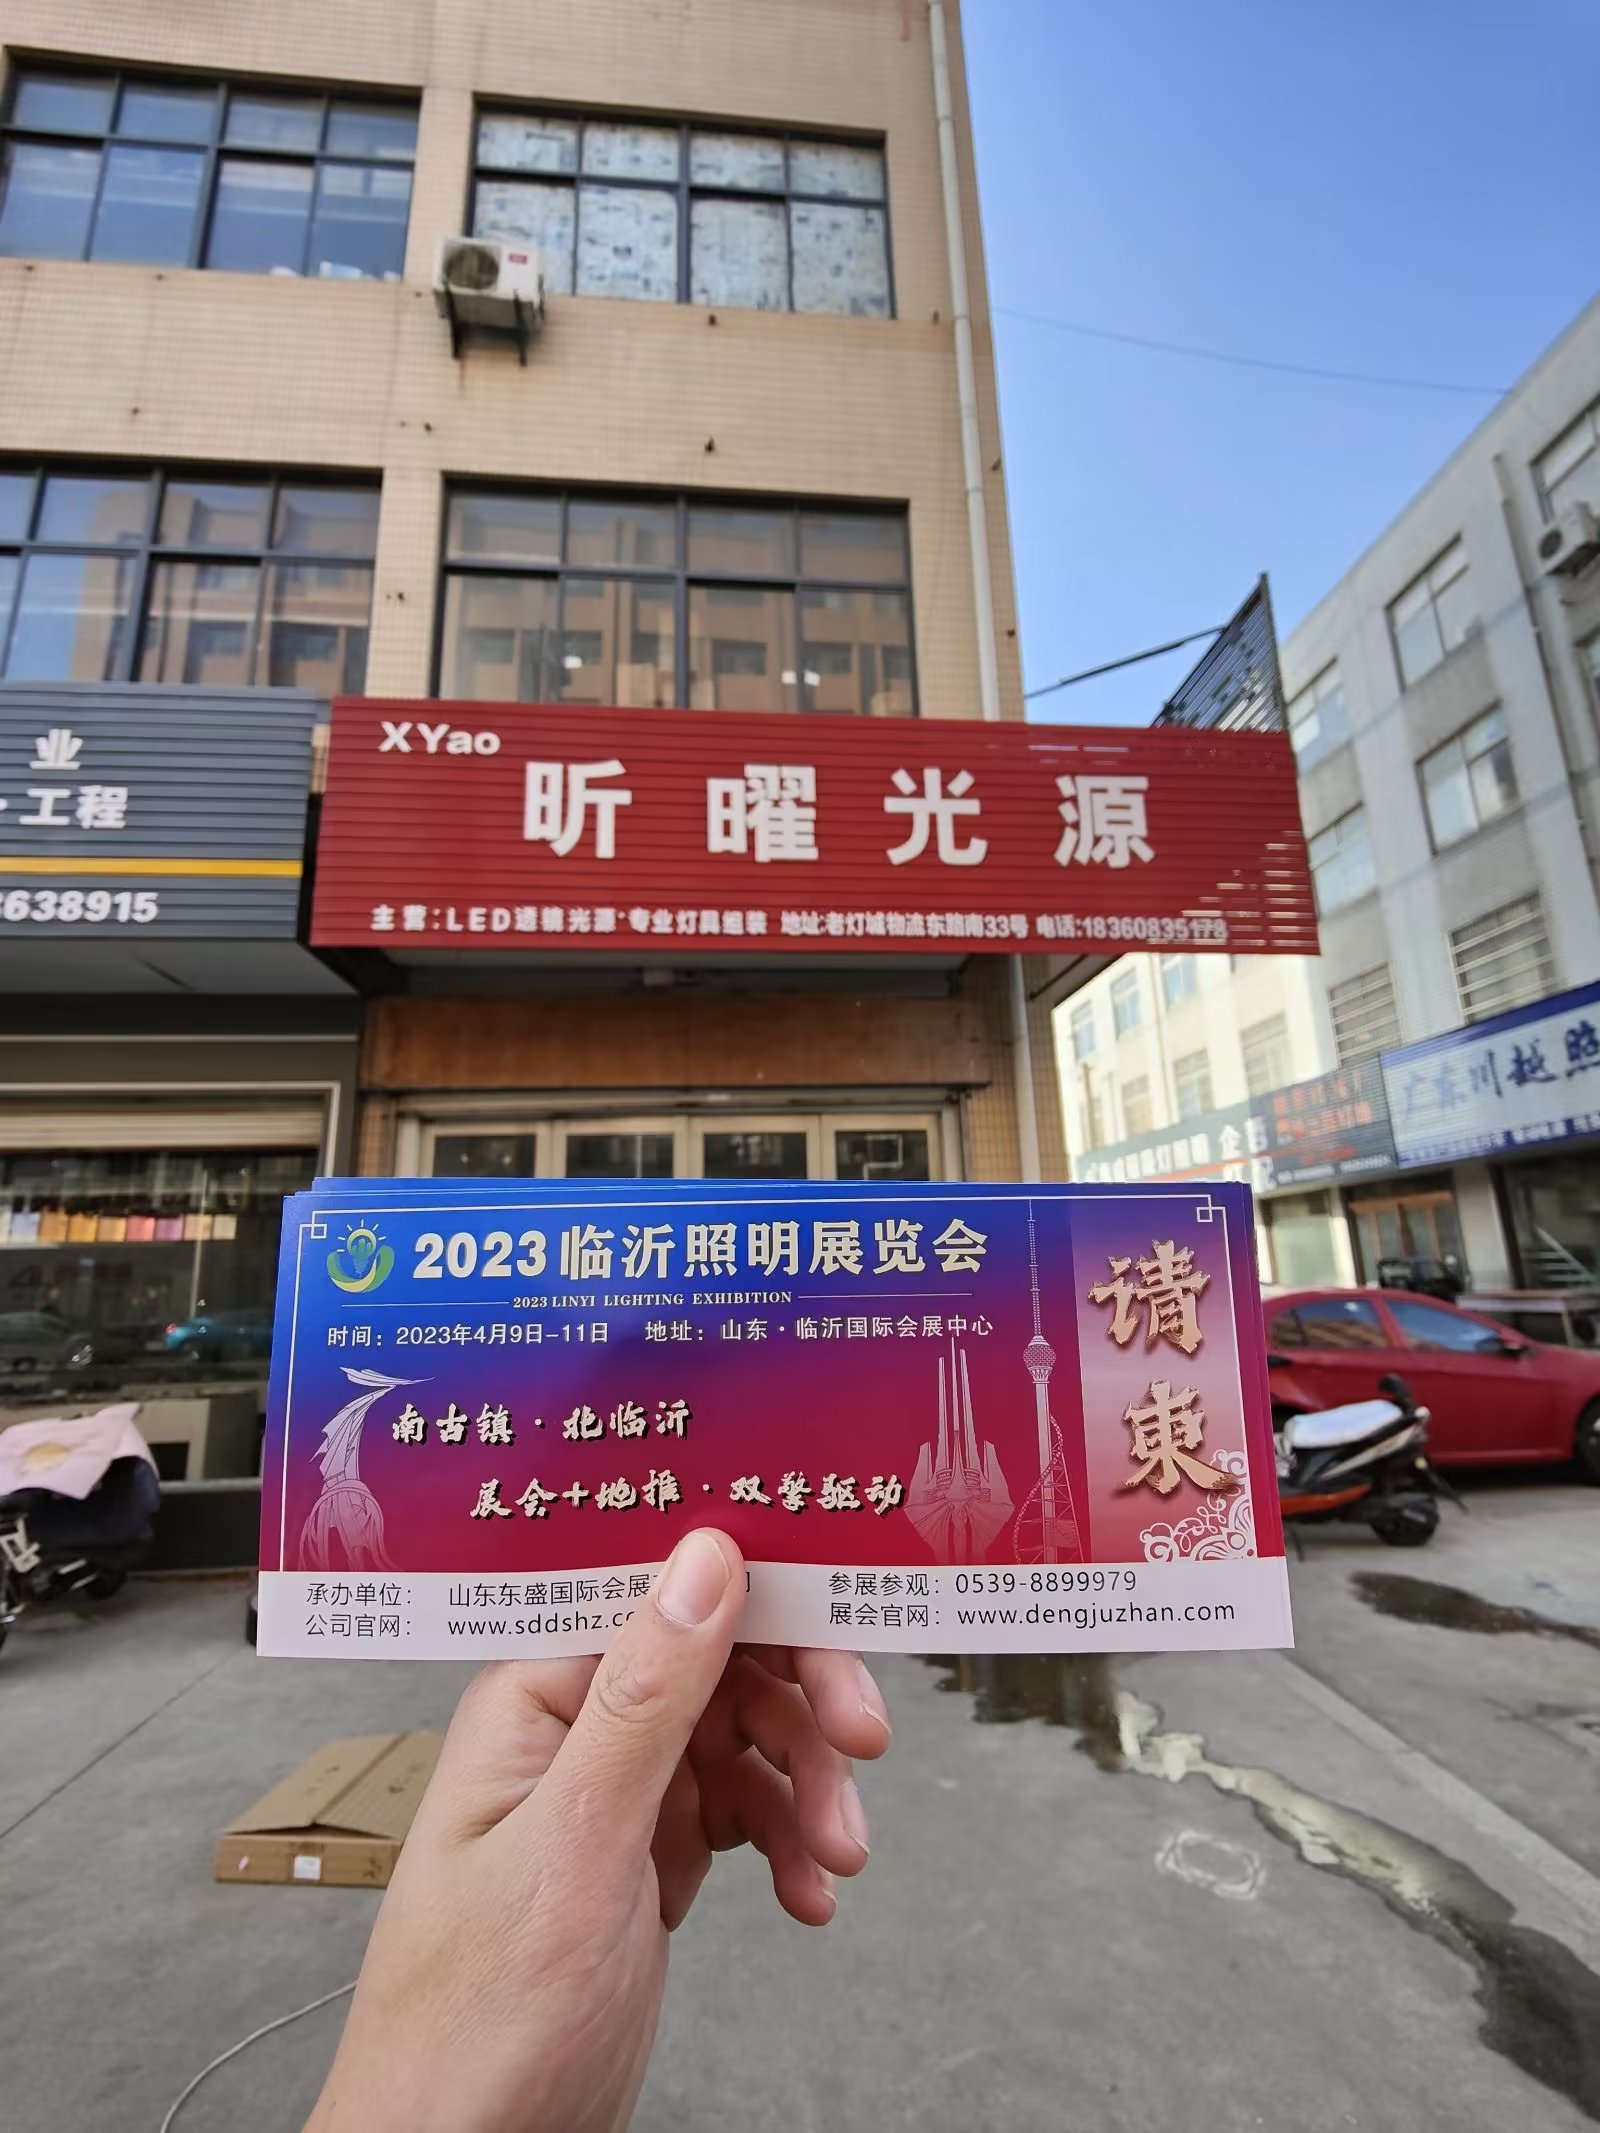 业
工程
638915
XYao
昕曜光源
主营:LED透镜光源·专业灯具组装 地址:老灯城物流东路南33号 电话:18360835178
广东川越照
企
2023临沂照明展览会
2023 LINYI LIGHTING EXHIBITION
时间：2023年4月9日-11日 地址：山东·临沂国际会展中心
请柬
南古镇·北临沂
展会+地推·双擎驱动
承办单位： 山东东盛国际会展
公司官网： www.sddshz.c
参展参观：0539-8899979
展会官网：www.dengjuzhan.com